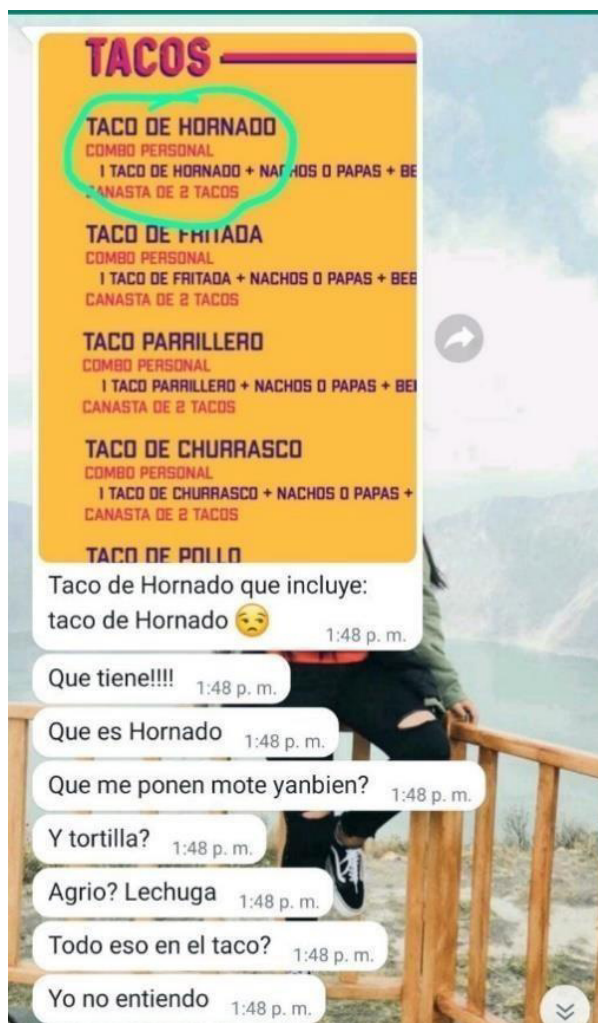 TACOS
TACO DE HORNADO
COMBO PERSONAL
1 TACO DE HORNADO + NACHOS O PAPAS + BE
CANASTA DE 2 TACOS
TACO DE FRITADA
COMBO PERSONAL
1 TACO DE FRITADA + NACHOS O PAPAS + BEB
CANASTA DE 2 TACOS
TACO PARRILLERO
COMBO PERSONAL
1 TACO PARRILLERO + NACHOS O PAPAS + BE
CANASTA DE 2 TACOS
TACO DE CHURRASCO
COMBO PERSONAL
1 TACO DE CHURRASCO + NACHOS O PAPAS +
CANASTA DE 2 TACOS
TACO DE POLLO
Taco de Hornado que incluye:
taco de Hornado 😒
1:48 p. m.
Que tiene!!!! 1:48 p. m.
Que es Hornado 1:48 p. m.
Que me ponen mote yanbien? 1:48 p. m.
Y tortilla? 1:48 p. m.
Agrio? Lechuga 1:48 p. m.
Todo eso en el taco? 1:48 p. m.
Yo no entiendo 1:48 p. m.